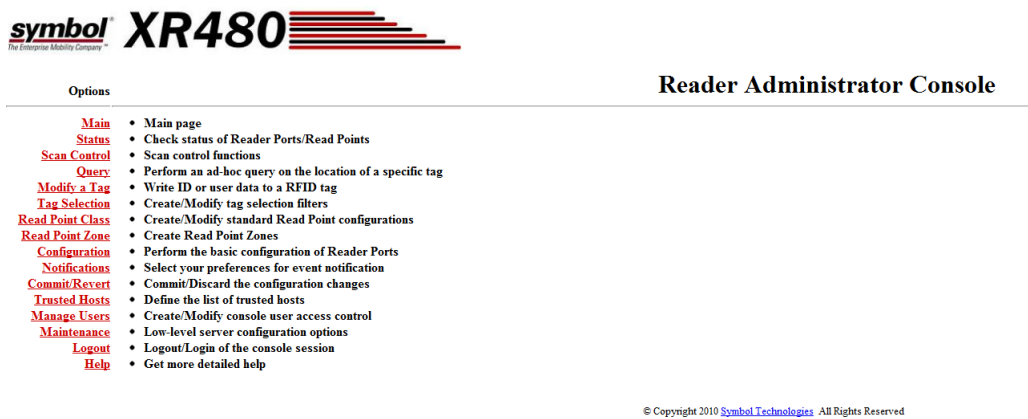 symbol® XR480
The Enterprise Mobility Company™
Options
Reader Administrator Console
Main • Main page
Status • Check status of Reader Ports/Read Points
Scan Control • Scan control functions
Query • Perform an ad-hoc query on the location of a specific tag
Modify a Tag • Write ID or user data to a RFID tag
Tag Selection • Create/Modify tag selection filters
Read Point Class • Create/Modify standard Read Point configurations
Read Point Zone • Create Read Point Zones
Configuration • Perform the basic configuration of Reader Ports
Notifications • Select your preferences for event notification
Commit/Revert • Commit/Discard the configuration changes
Trusted Hosts • Define the list of trusted hosts
Manage Users • Create/Modify console user access control
Maintenance • Low-level server configuration options
Logout • Logout/Login of the console session
Help • Get more detailed help
© Copyright 2010 Symbol Technologies All Rights Reserved